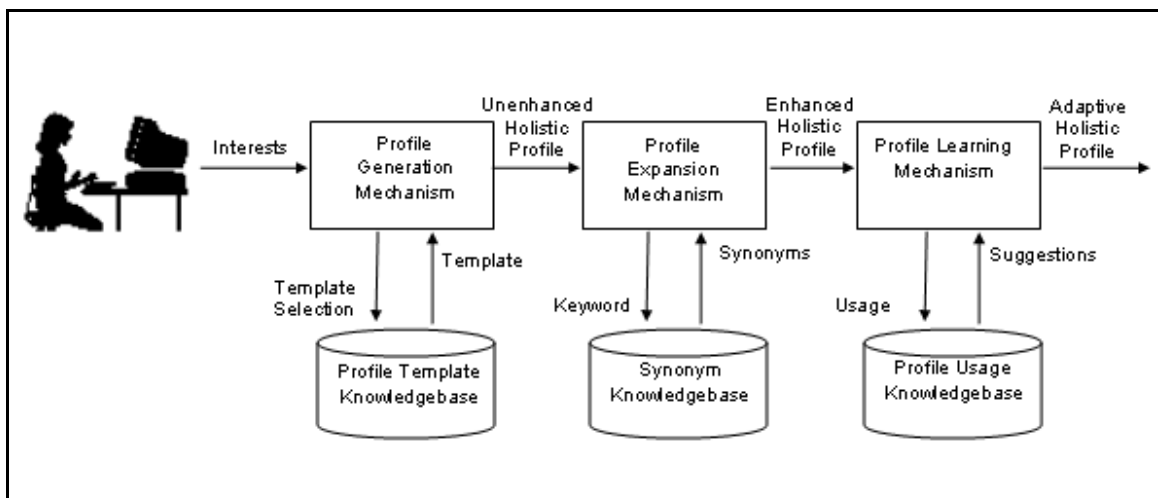 Interests
Profile
Generation
Mechanism
Unenhanced
Holistic
Profile
Profile
Expansion
Mechanism
Enhanced
Holistic
Profile
Profile Learning
Mechanism
Adaptive
Holistic
Profile
Template
Selection
Template
Keyword
Synonyms
Usage
Suggestions
Profile Template
Knowledgebase
Synonym
Knowledgebase
Profile Usage
Knowledgebase